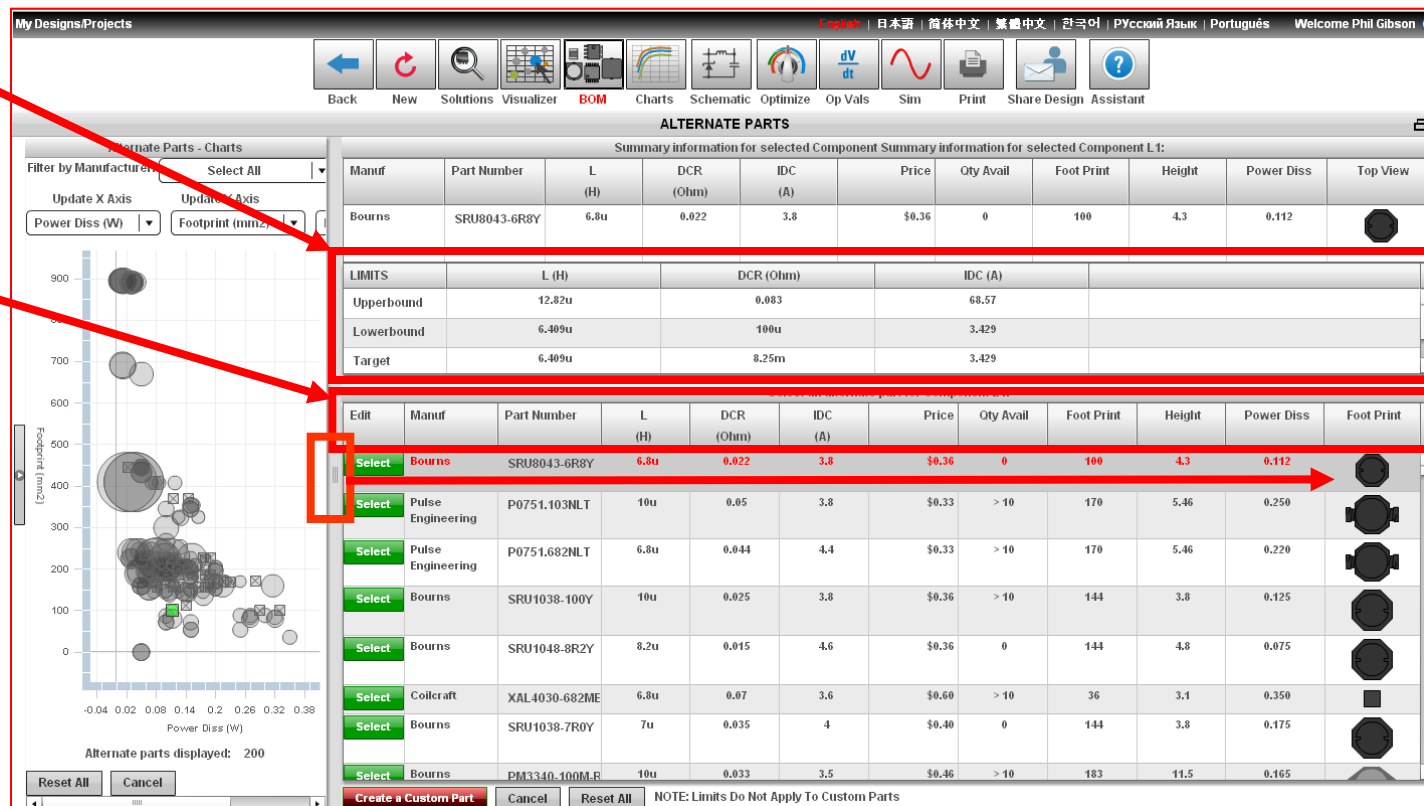 My Designs/Projects
English | 日本語 | 简体中文 | 繁體中文 | 한국어 | РУсский Язык | Português Welcome Phil Gibson
Back New Solutions Visualizer BOM Charts Schematic Optimize Op Vals Sim Print Share Design Assistant
dV
dt
ALTERNATE PARTS
Alternate Parts - Charts
Filter by Manufacturer: Select All
Update X Axis Update Y Axis
Power Diss (W) Footprint (mm2)
900
800
700
600
500
400
300
200
100
0
Footprint (mm2)
-0.04 0.02 0.08 0.14 0.2 0.26 0.32 0.38
Power Diss (W)
Alternate parts displayed: 200
Reset All Cancel
Summary information for selected Component Summary information for selected Component L1:
Manuf Part Number L (H) DCR (Ohm) IDC (A) Price Qty Avail Foot Print Height Power Diss Top View
Bourns SRU8043-6R8Y 6.8u 0.022 3.8 $0.36 0 100 4.3 0.112
LIMITS L (H) DCR (Ohm) IDC (A)
Upperbound 12.82u 0.083 68.57
Lowerbound 6.409u 100u 3.429
Target 6.409u 8.25m 3.429
Edit Manuf Part Number L (H) DCR (Ohm) IDC (A) Price Qty Avail Foot Print Height Power Diss Foot Print
Select Bourns SRU8043-6R8Y 6.8u 0.022 3.8 $0.36 0 100 4.3 0.112
Select Pulse Engineering P0751.103NLT 10u 0.05 3.8 $0.33 > 10 170 5.46 0.250
Select Pulse Engineering P0751.682NLT 6.8u 0.044 4.4 $0.33 > 10 170 5.46 0.220
Select Bourns SRU1038-100Y 10u 0.025 3.8 $0.36 > 10 144 3.8 0.125
Select Bourns SRU1048-8R2Y 8.2u 0.015 4.6 $0.36 0 144 4.8 0.075
Select Coilcraft XAL4030-682ME 6.8u 0.07 3.6 $0.60 > 10 36 3.1 0.350
Select Bourns SRU1038-7R0Y 7u 0.035 4 $0.40 0 144 3.8 0.175
Select Bourns PM3340-100M-R 10u 0.033 3.5 $0.46 > 10 183 11.5 0.165
Create a Custom Part Cancel Reset All NOTE: Limits Do Not Apply To Custom Parts